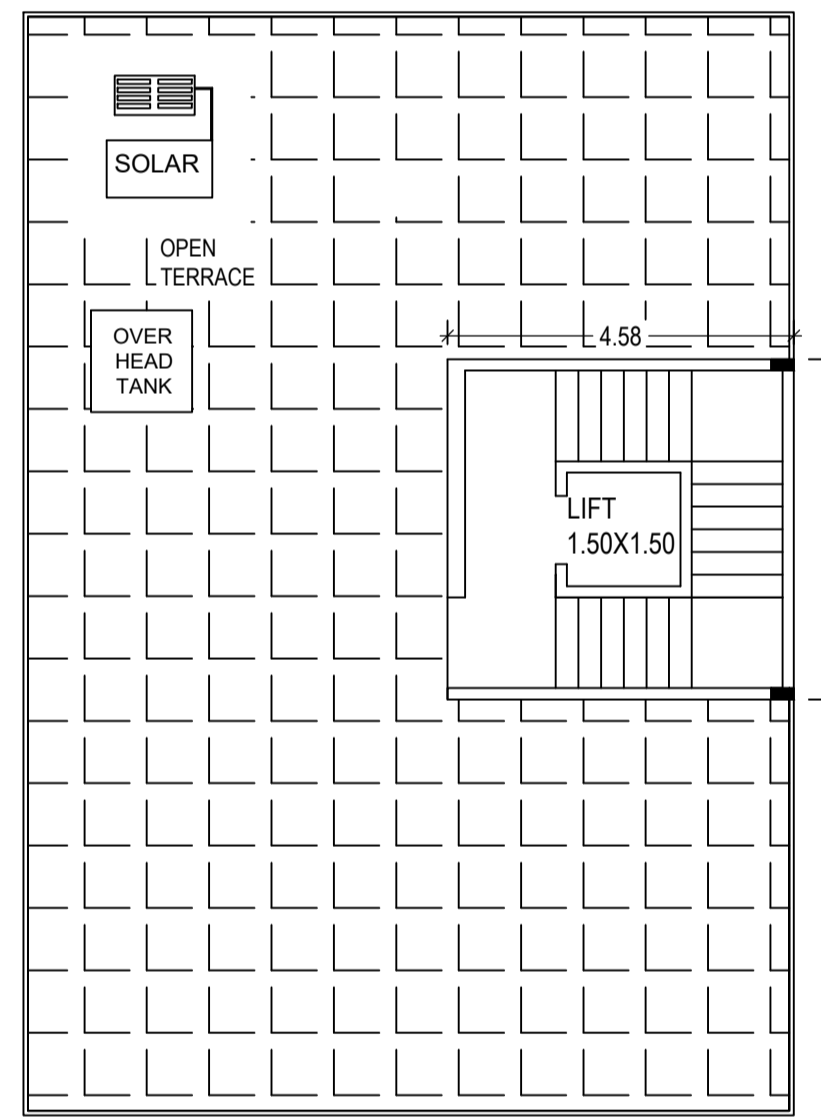 SOLAR
OPEN
TERRACE
OVER
HEAD
TANK
4.58
LIFT
1.50X1.50